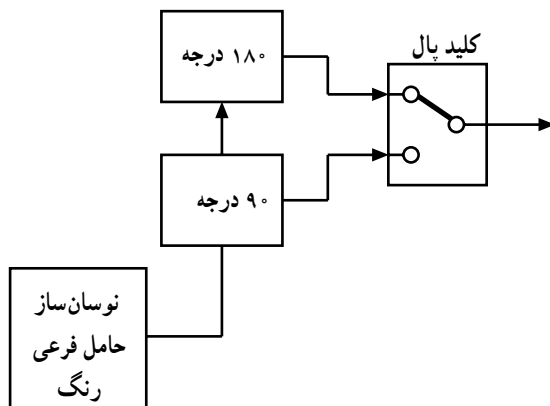 ۱۸۰ درجه
کلید پال
۹۰ درجه
نوسان‌ساز
حامل فرعی
رنگ